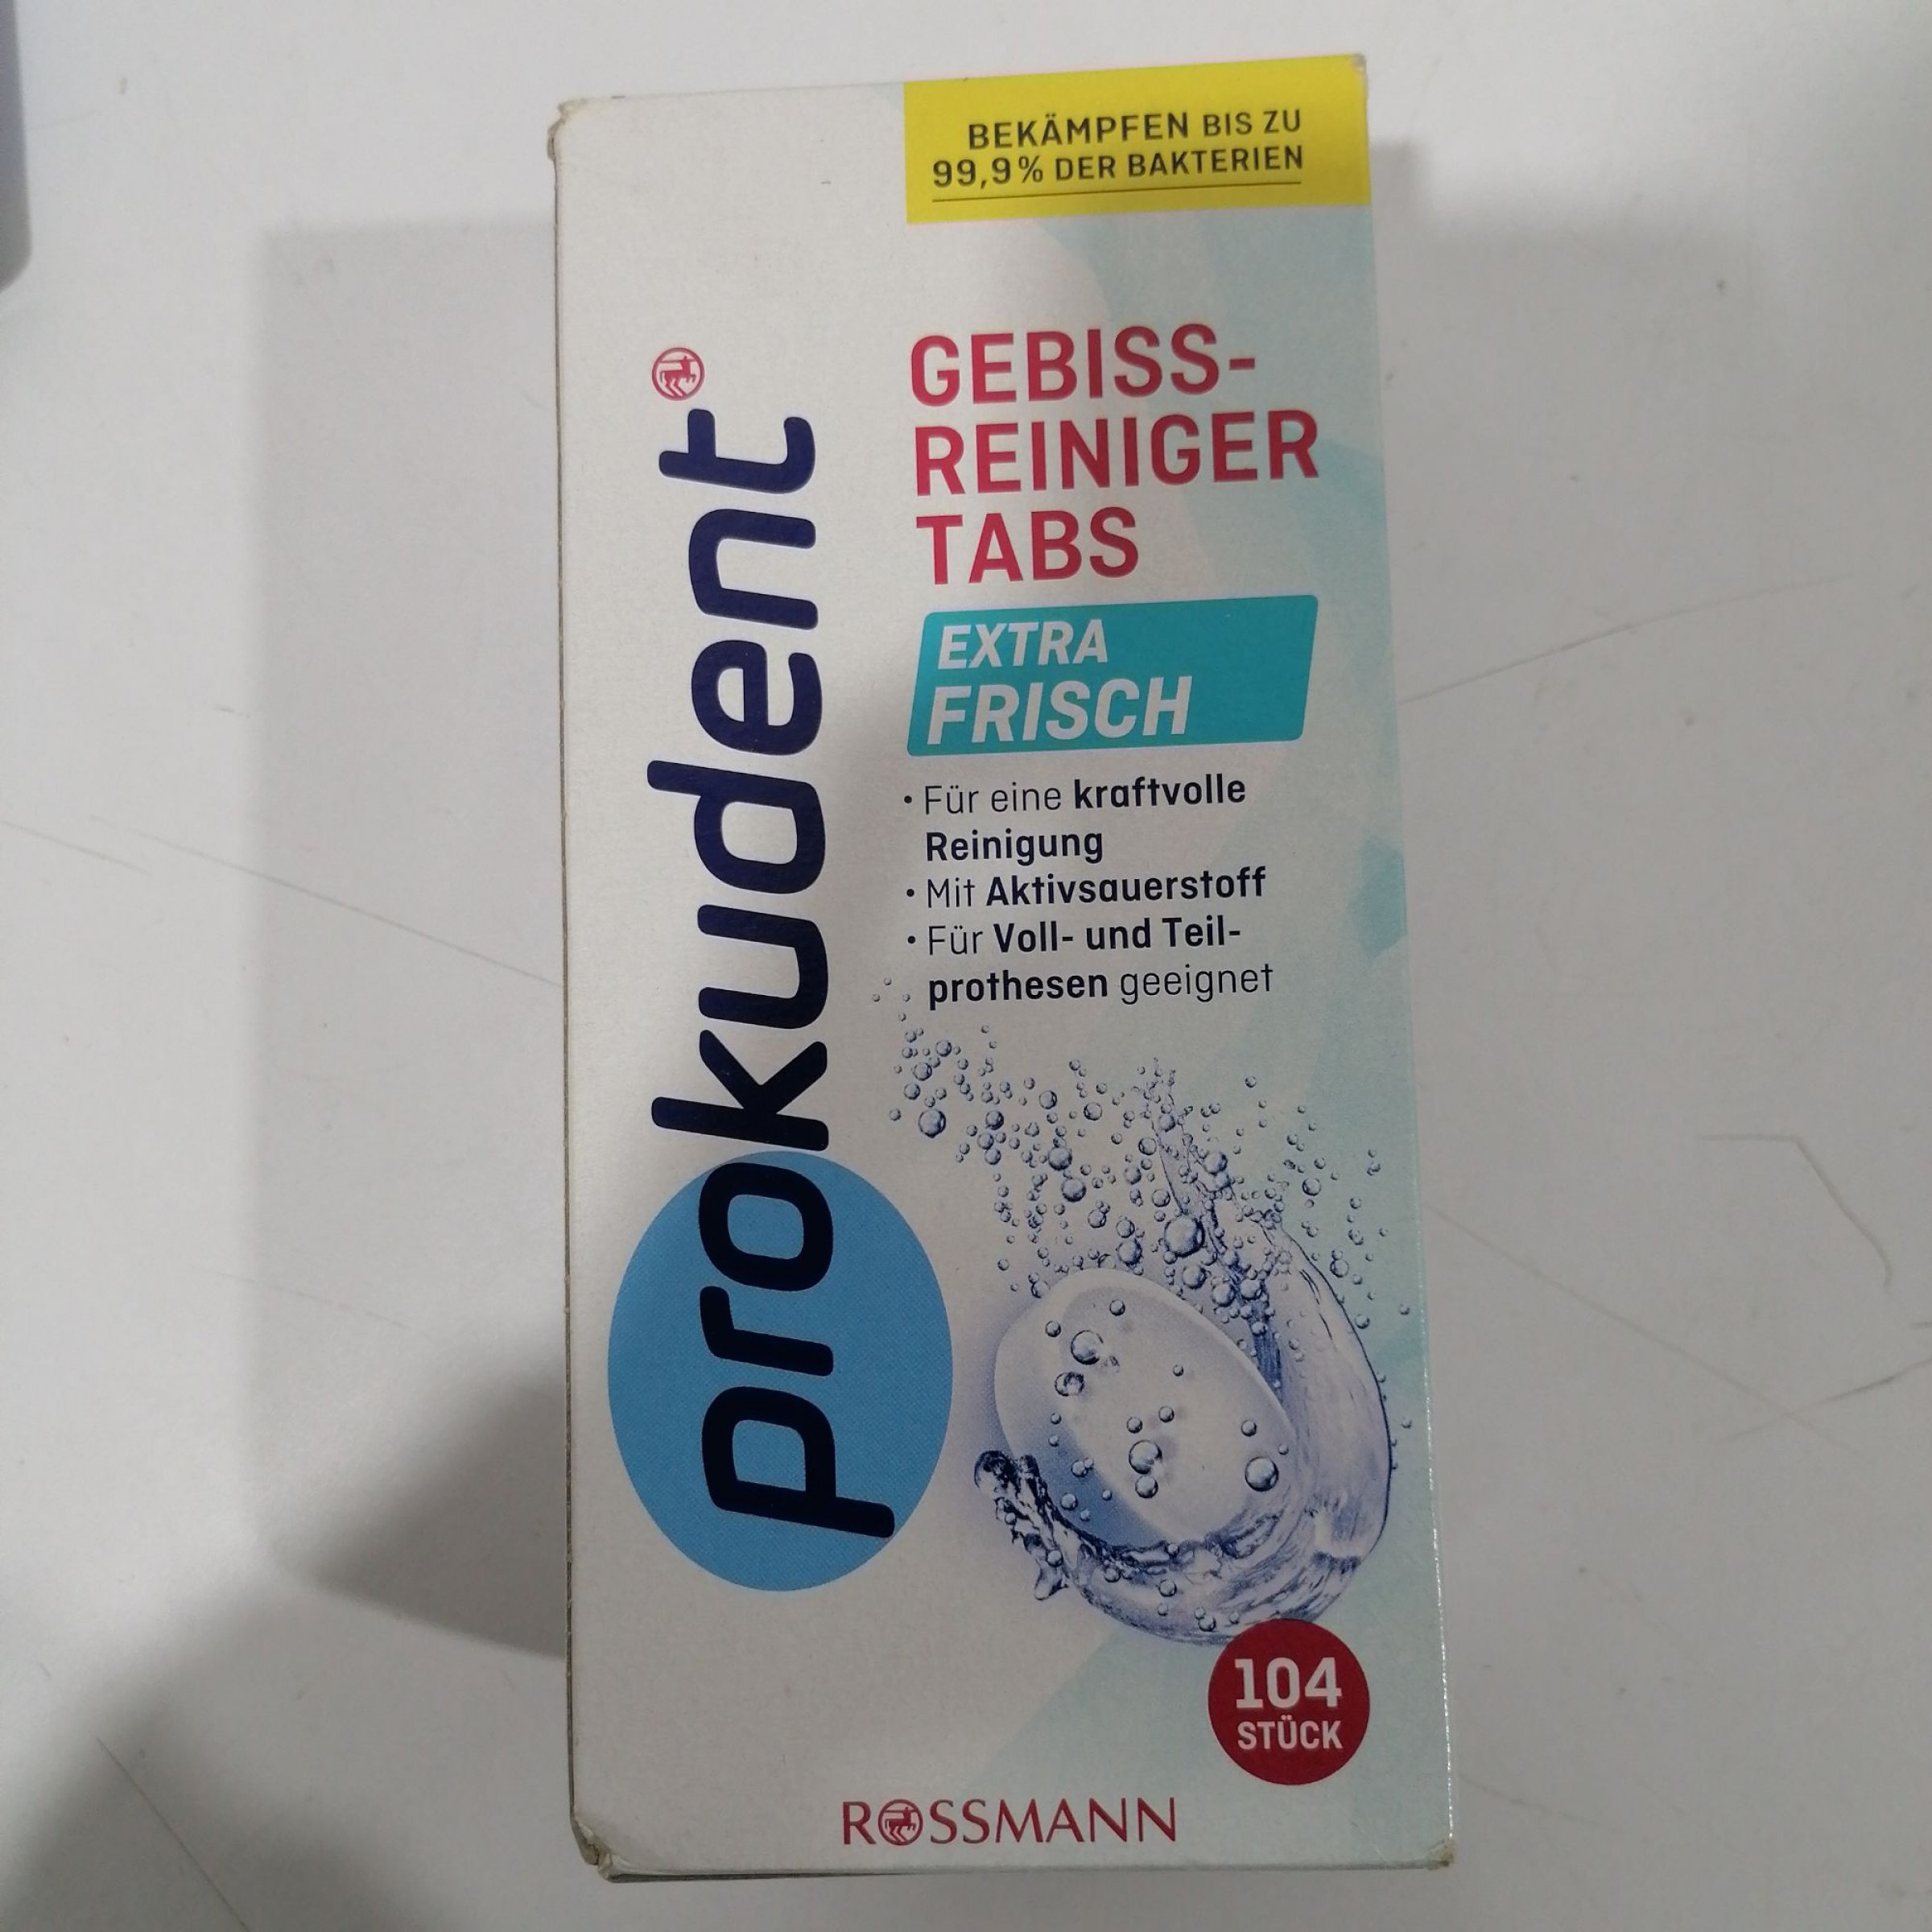 BEKÄMPFEN BIS ZU
99,9% DER BAKTERIEN
prokudent
GEBISS-
REINIGER
TABS
EXTRA
FRISCH
• Für eine kraftvolle
Reinigung
• Mit Aktivsauerstoff
• Für Voll- und Teil-
prothesen geeignet
104
STÜCK
ROSSMANN